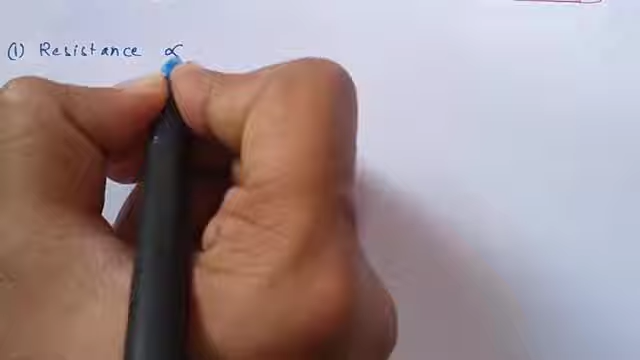 (1) Resistance ∝